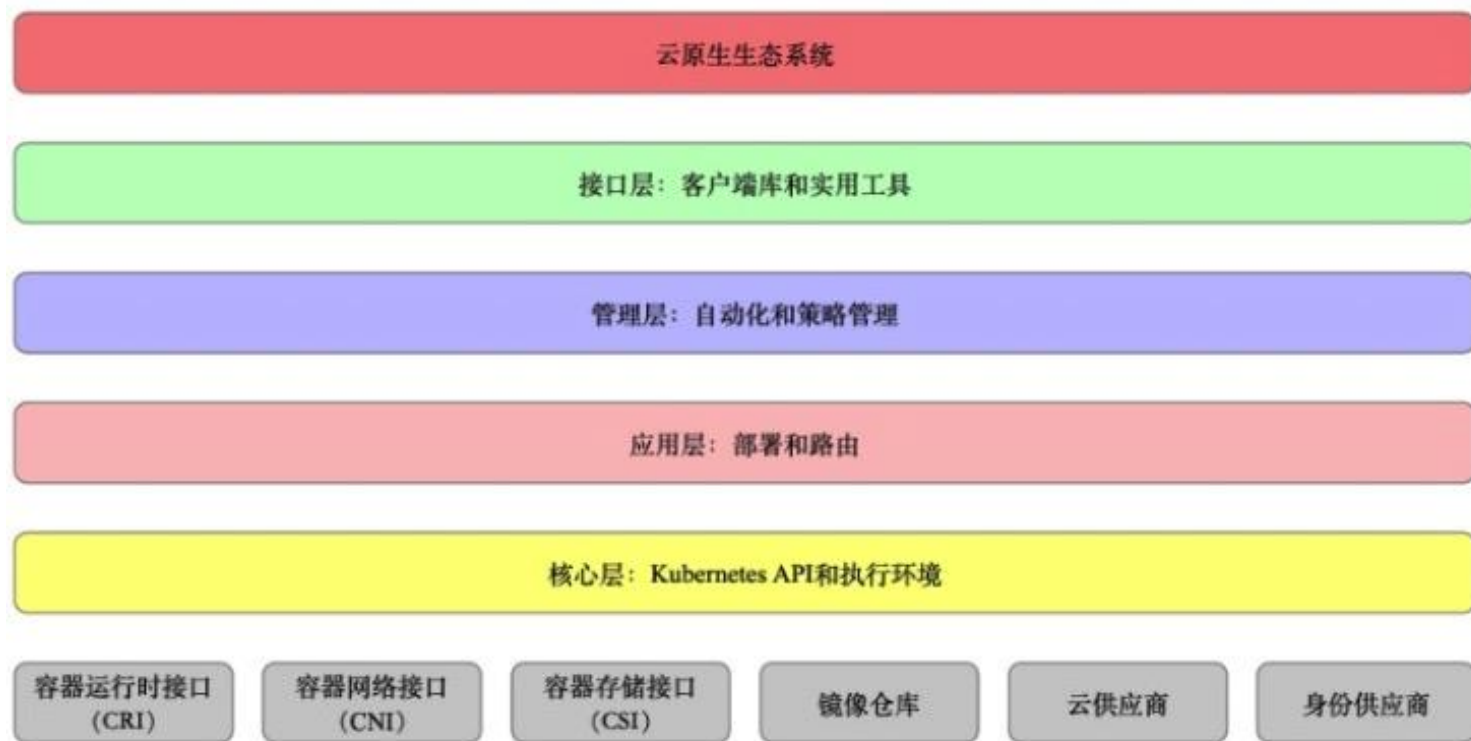 云原生生态系统
接口层：客户端库和实用工具
管理层：自动化和策略管理
应用层：部署和路由
核心层：Kubernetes API和执行环境
容器运行时接口
（CRI）
容器网络接口
（CNI）
容器存储接口
（CSI）
镜像仓库
云供应商
身份供应商